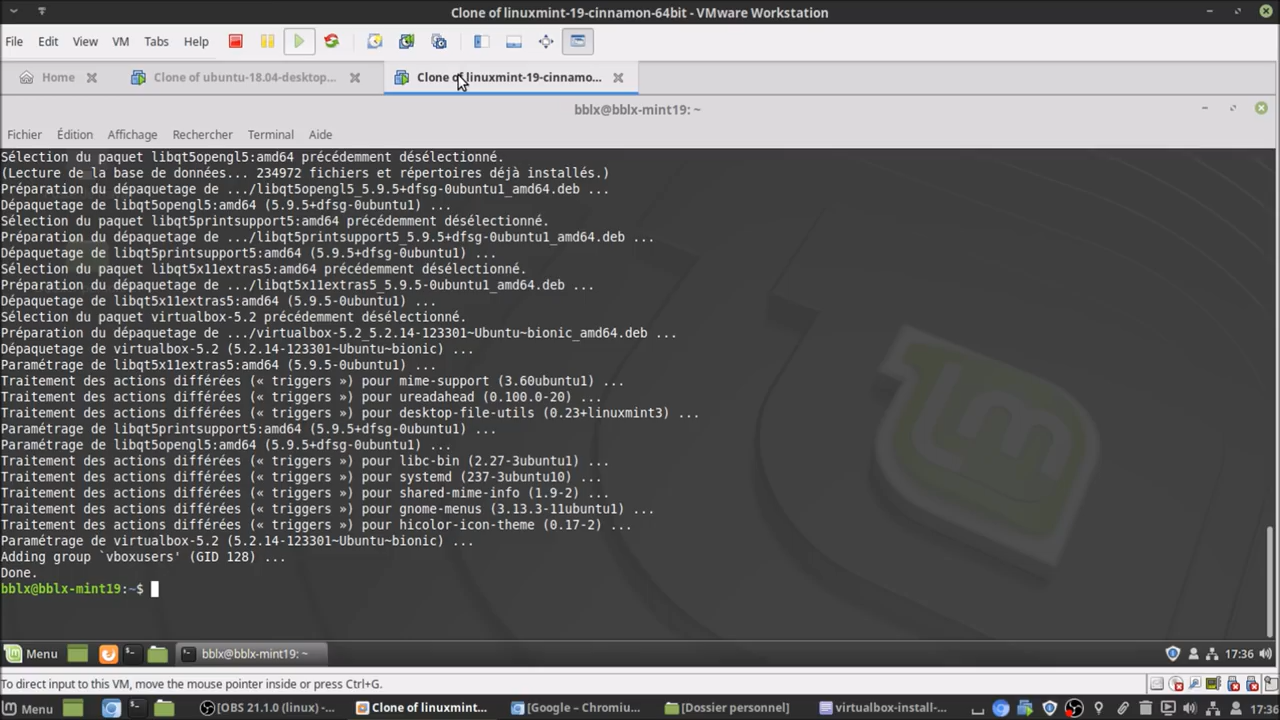 Clone of linuxmint-19-cinnamon-64bit - VMware Workstation
File Edit View VM Tabs Help
Home Clone of ubuntu-18.04-desktop... Clone of linuxmint-19-cinnamo...
bblx@bblx-mint19: ~
Fichier Édition Affichage Rechercher Terminal Aide
Sélection du paquet libqt5opengl5:amd64 précédemment désélectionné.
(Lecture de la base de données... 234972 fichiers et répertoires déjà installés.)
Préparation du dépaquetage de .../libqt5opengl5_5.9.5+dfsg-0ubuntu1_amd64.deb ...
Dépaquetage de libqt5opengl5:amd64 (5.9.5+dfsg-0ubuntu1) ...
Sélection du paquet libqt5printsupport5:amd64 précédemment désélectionné.
Préparation du dépaquetage de .../libqt5printsupport5_5.9.5+dfsg-0ubuntu1_amd64.deb ...
Dépaquetage de libqt5printsupport5:amd64 (5.9.5+dfsg-0ubuntu1) ...
Sélection du paquet libqt5x11extras5:amd64 précédemment désélectionné.
Préparation du dépaquetage de .../libqt5x11extras5_5.9.5-0ubuntu1_amd64.deb ...
Dépaquetage de libqt5x11extras5:amd64 (5.9.5-0ubuntu1) ...
Sélection du paquet virtualbox-5.2 précédemment désélectionné.
Préparation du dépaquetage de .../virtualbox-5.2_5.2.14-123301~Ubuntu~bionic_amd64.deb ...
Dépaquetage de virtualbox-5.2 (5.2.14-123301~Ubuntu~bionic) ...
Paramétrage de libqt5x11extras5:amd64 (5.9.5-0ubuntu1) ...
Traitement des actions différées (« triggers ») pour mime-support (3.60ubuntu1) ...
Traitement des actions différées (« triggers ») pour ureadahead (0.100.0-20) ...
Traitement des actions différées (« triggers ») pour desktop-file-utils (0.23+linuxmint3) ...
Paramétrage de libqt5printsupport5:amd64 (5.9.5+dfsg-0ubuntu1) ...
Paramétrage de libqt5opengl5:amd64 (5.9.5+dfsg-0ubuntu1) ...
Traitement des actions différées (« triggers ») pour libc-bin (2.27-3ubuntu1) ...
Traitement des actions différées (« triggers ») pour systemd (237-3ubuntu10) ...
Traitement des actions différées (« triggers ») pour shared-mime-info (1.9-2) ...
Traitement des actions différées (« triggers ») pour gnome-menus (3.13.3-11ubuntu1) ...
Traitement des actions différées (« triggers ») pour hicolor-icon-theme (0.17-2) ...
Paramétrage de virtualbox-5.2 (5.2.14-123301~Ubuntu~bionic) ...
Adding group `vboxusers' (GID 128) ...
Done.
bblx@bblx-mint19:~$
Menu bblx@bblx-mint19: ~ 17:36
To direct input to this VM, move the mouse pointer inside or press Ctrl+G.
Menu [OBS 21.1.0 (linux) -... Clone of linuxmint-19-... [Google – Chromiu... [Dossier personnel] virtualbox-install-... 17:36